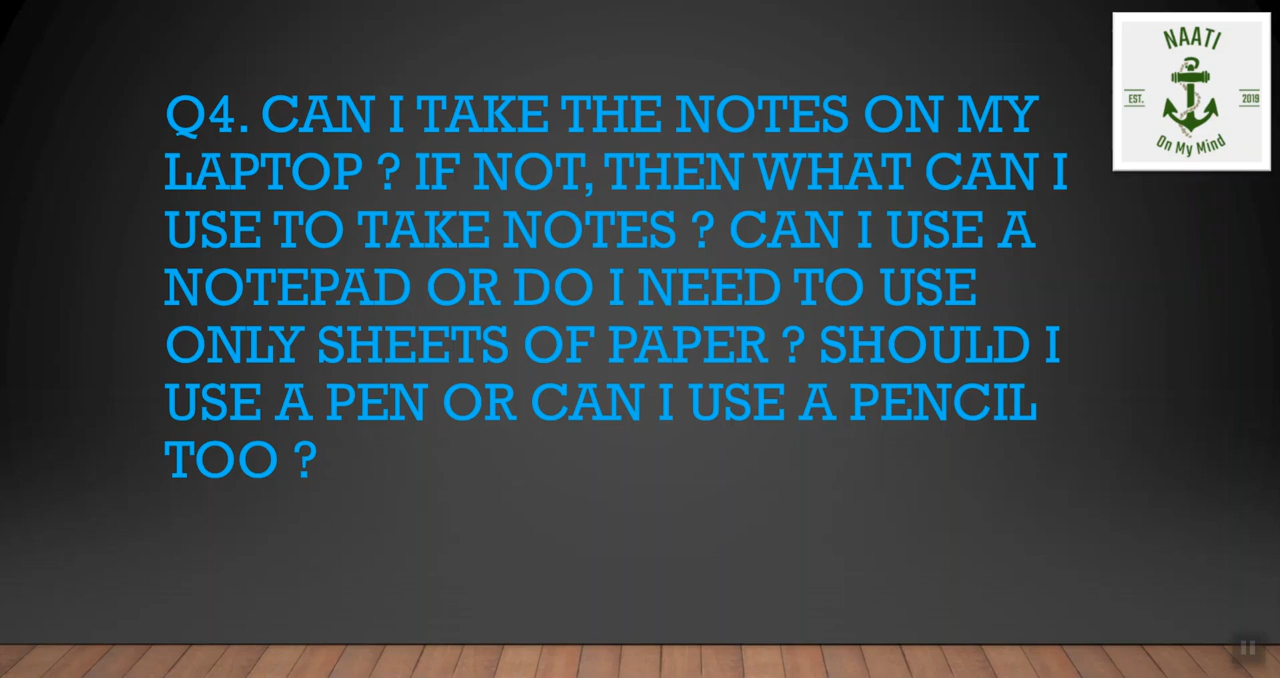 Q4. CAN I TAKE THE NOTES ON MY
LAPTOP ? IF NOT, THEN WHAT CAN I
USE TO TAKE NOTES ? CAN I USE A
NOTEPAD OR DO I NEED TO USE
ONLY SHEETS OF PAPER ? SHOULD I
USE A PEN OR CAN I USE A PENCIL
TOO ?
NAATI
EST. 2019
On My Mind